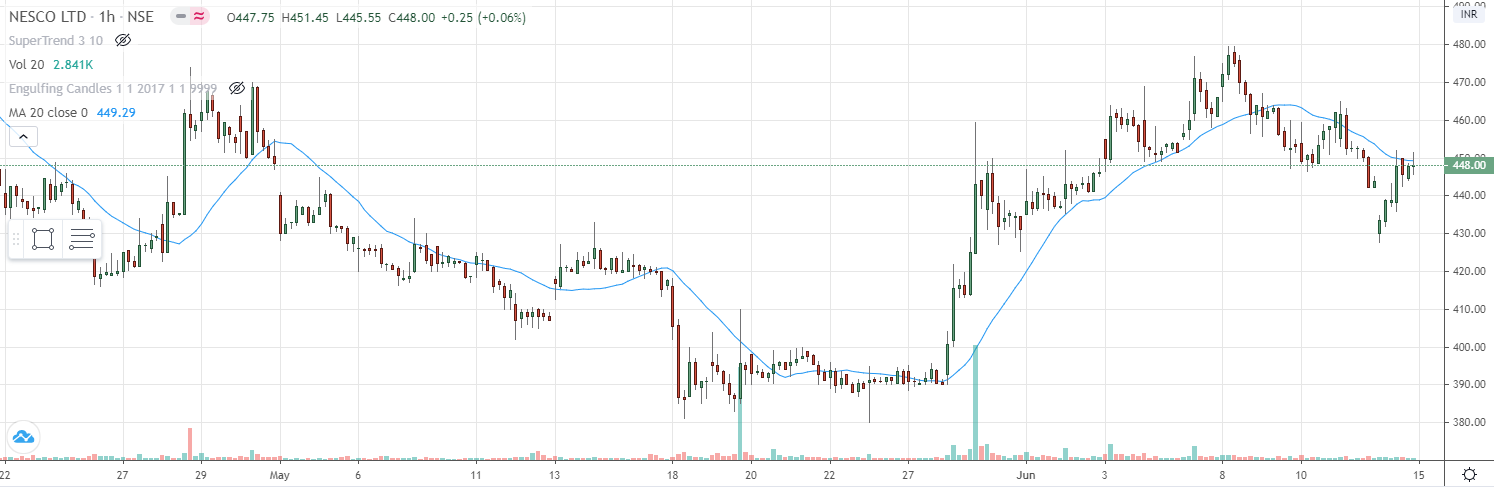 NESCO LTD · 1h · NSE O447.75 H451.45 L445.55 C448.00 +0.25 (+0.06%)
SuperTrend 3 10
Vol 20 2.841K
Engulfing Candles 1 1 2017 1 1 9999
MA 20 close 0 449.29
INR
490.00
480.00
470.00
460.00
450.00
448.00
440.00
430.00
420.00
410.00
400.00
390.00
380.00
22 27 29 May 6 11 13 18 20 22 27 Jun 3 8 10 15